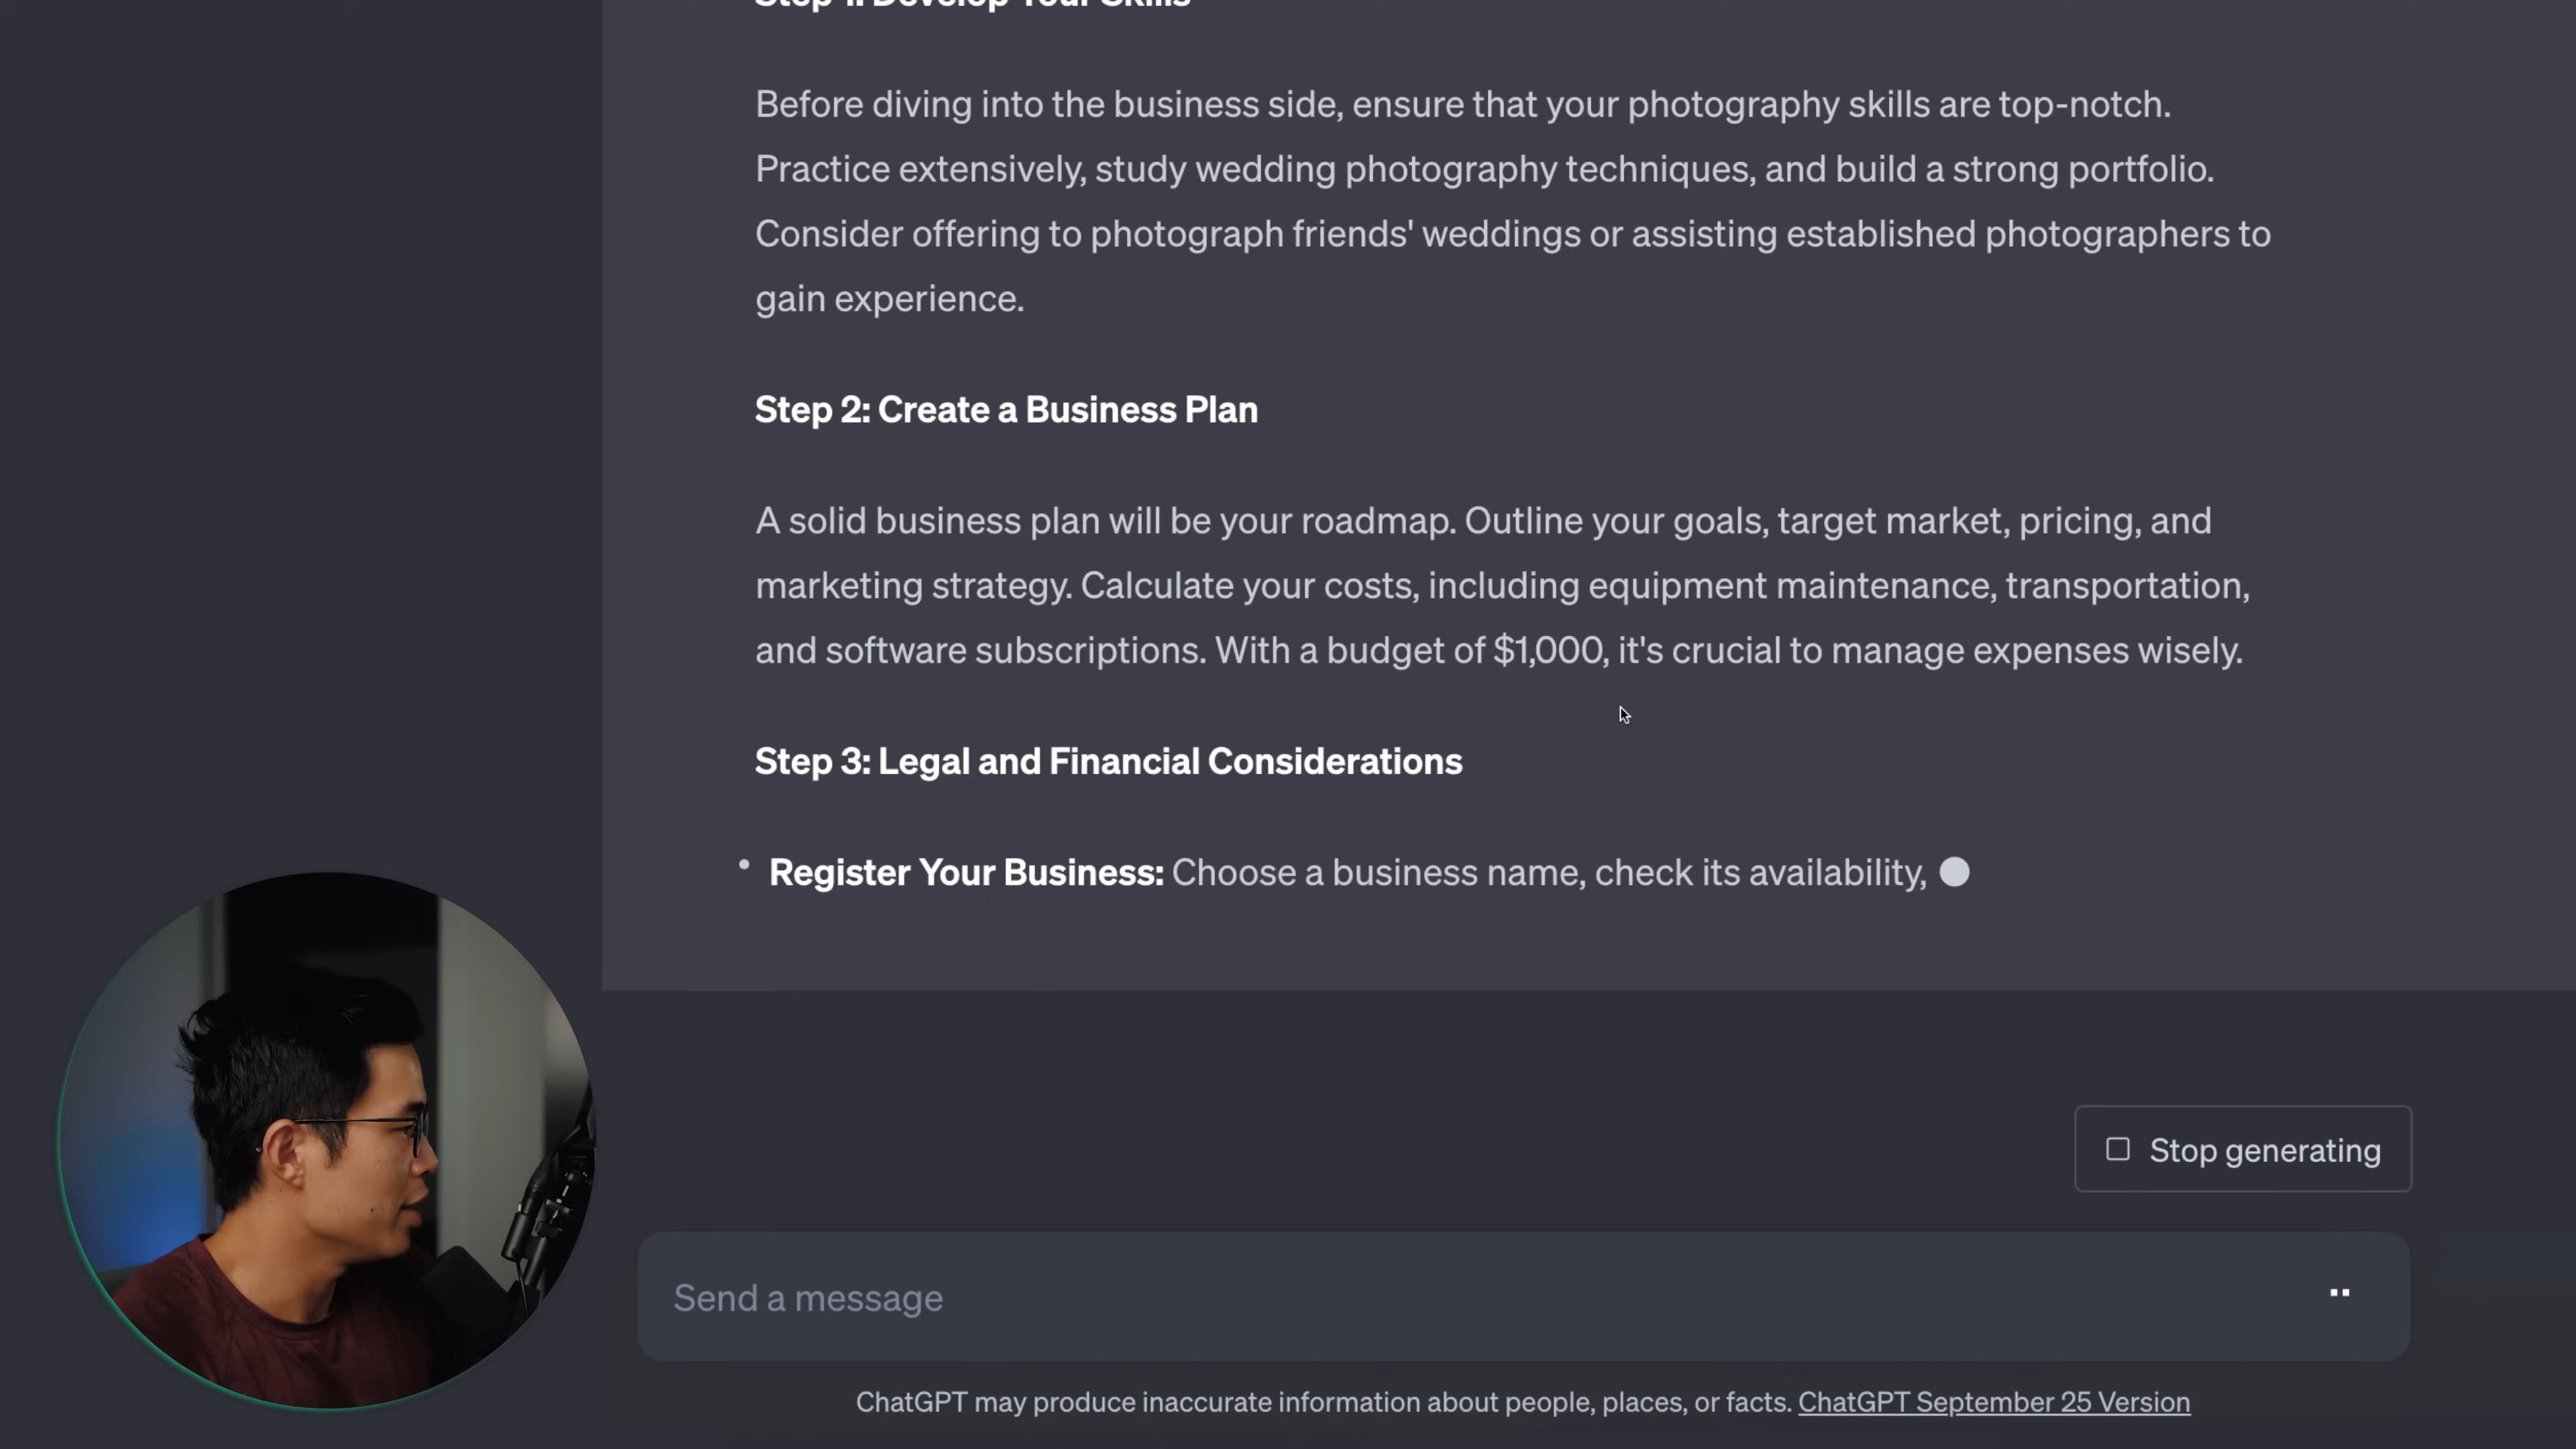 Step 1: Develop Your Skills
Before diving into the business side, ensure that your photography skills are top-notch.
Practice extensively, study wedding photography techniques, and build a strong portfolio.
Consider offering to photograph friends' weddings or assisting established photographers to
gain experience.
Step 2: Create a Business Plan
A solid business plan will be your roadmap. Outline your goals, target market, pricing, and
marketing strategy. Calculate your costs, including equipment maintenance, transportation,
and software subscriptions. With a budget of $1,000, it's crucial to manage expenses wisely.
Step 3: Legal and Financial Considerations
• Register Your Business: Choose a business name, check its availability,
Stop generating
Send a message
ChatGPT may produce inaccurate information about people, places, or facts. ChatGPT September 25 Version